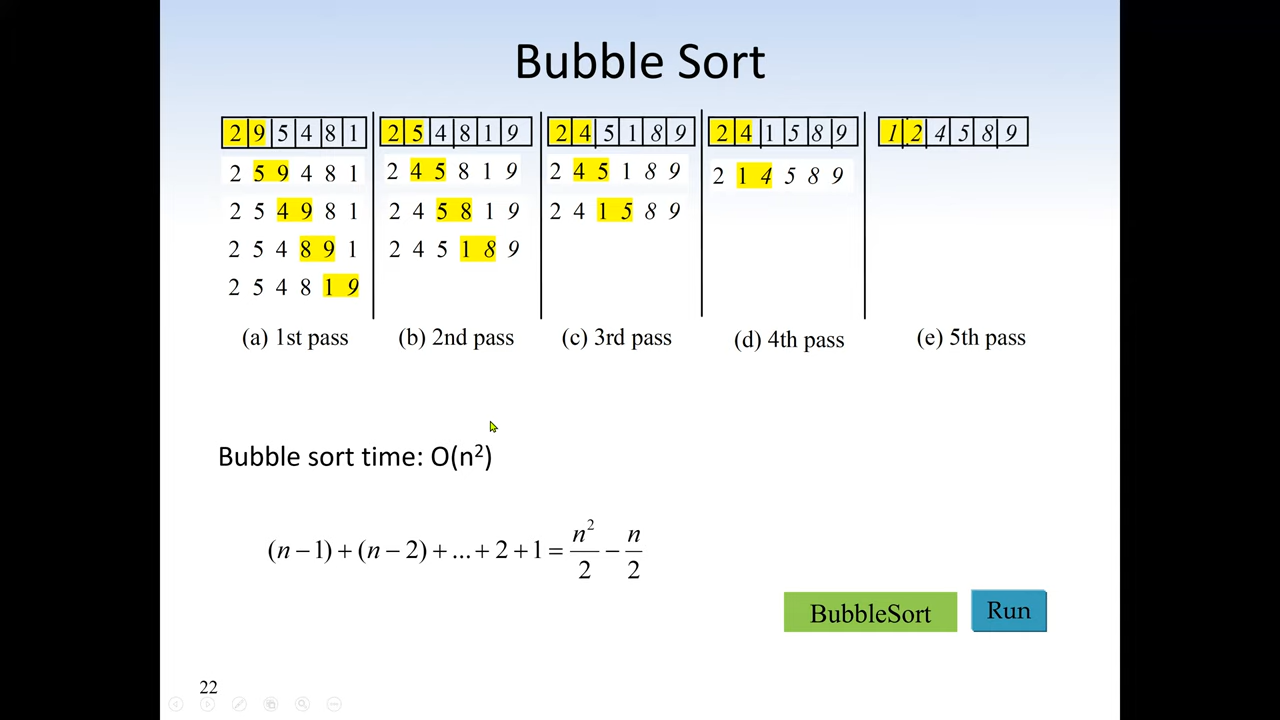 Bubble Sort
2 9 5 4 8 1
2 5 9 4 8 1
2 5 4 9 8 1
2 5 4 8 9 1
2 5 4 8 1 9
(a) 1st pass
2 5 4 8 1 9
2 4 5 8 1 9
2 4 5 8 1 9
2 4 5 1 8 9
(b) 2nd pass
2 4 5 1 8 9
2 4 5 1 8 9
2 4 1 5 8 9
(c) 3rd pass
2 4 1 5 8 9
2 1 4 5 8 9
(d) 4th pass
1 2 4 5 8 9
(e) 5th pass
Bubble sort time: O(n²)
(n − 1) + (n − 2) + ... + 2 + 1 = n²/2 − n/2
BubbleSort
Run
22